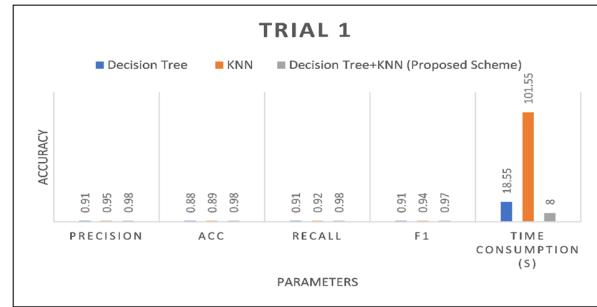 TRIAL 1
Decision Tree KNN Decision Tree+KNN (Proposed Scheme)
ACCURACY
0.91 0.95 0.98 0.88 0.89 0.98 0.91 0.92 0.98 0.91 0.94 0.97 18.55 101.55 8
PRECISION ACC RECALL F1 TIME
CONSUMPTION
(S)
PARAMETERS